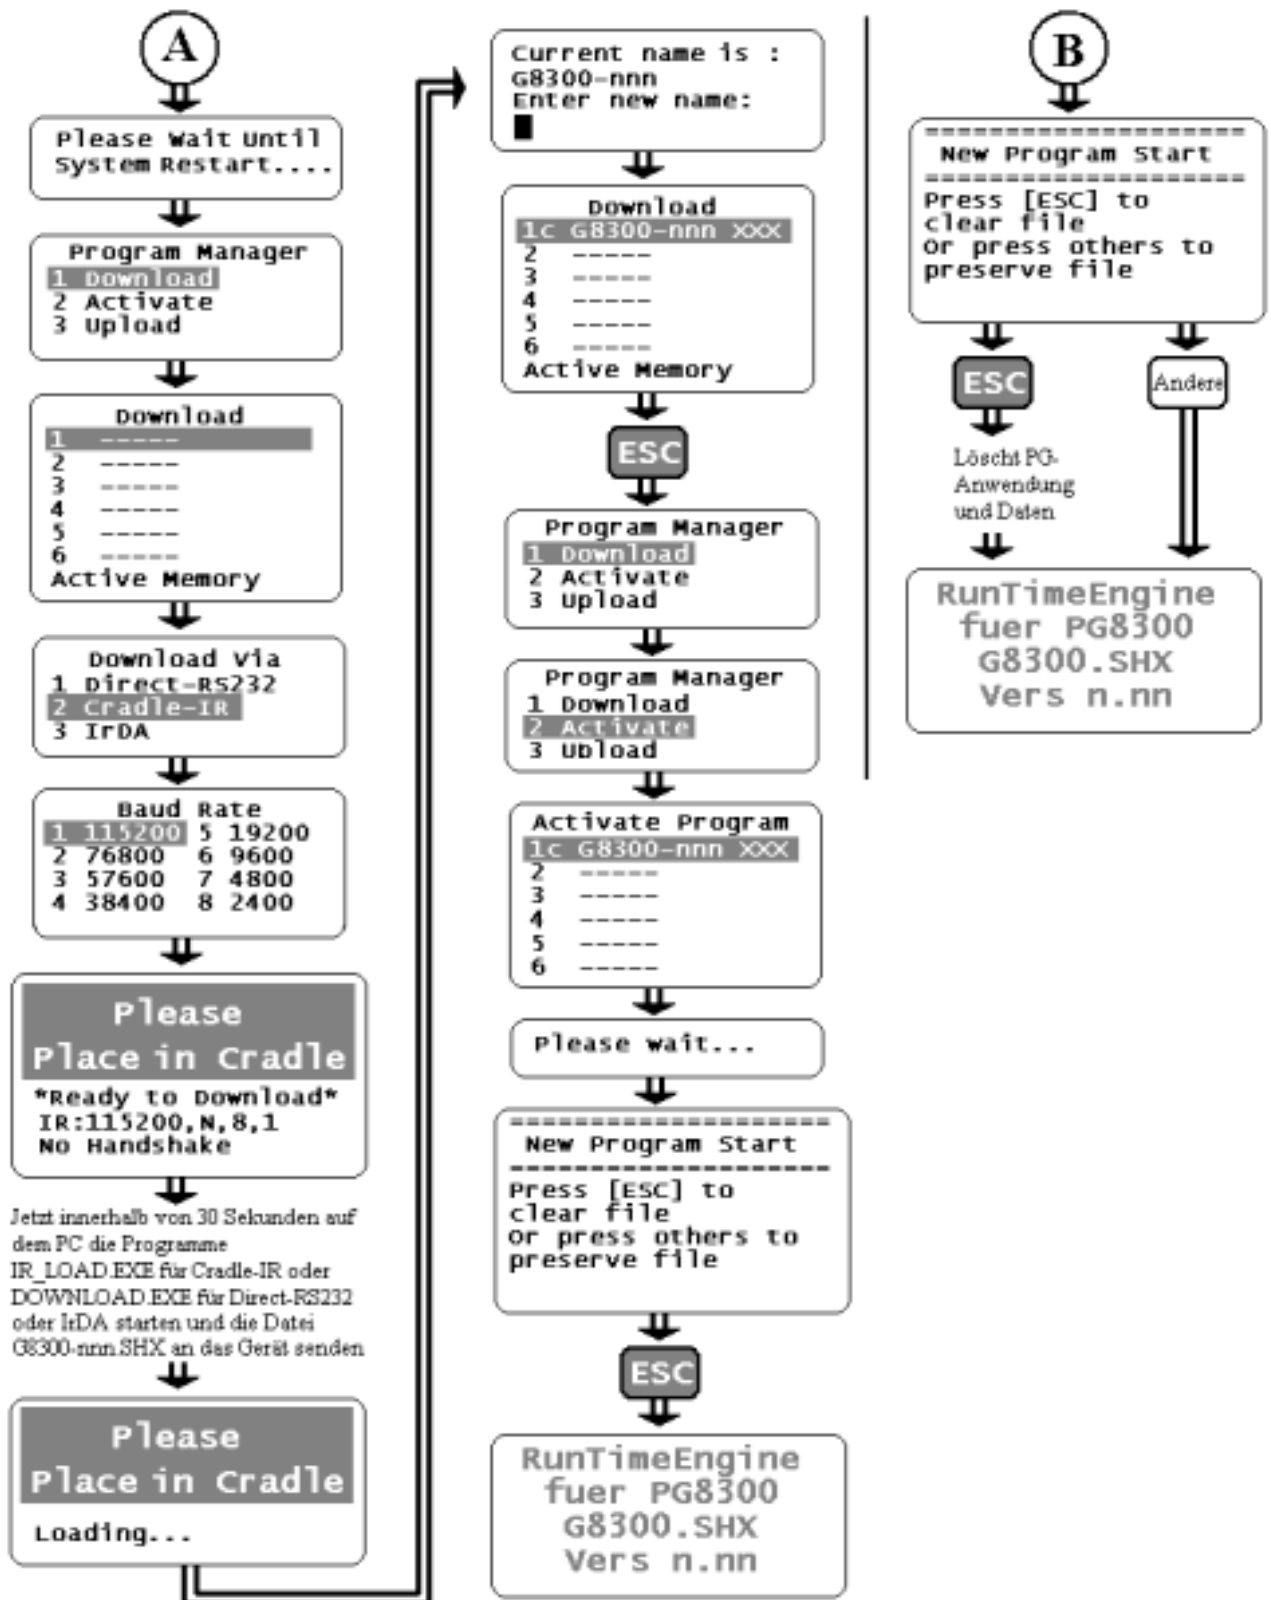 A
Please Wait Until
System Restart....
Program Manager
1 Download
2 Activate
3 Upload
Download
1 -----
2 -----
3 -----
4 -----
5 -----
6 -----
Active Memory
Download Via
1 Direct-RS232
2 Cradle-IR
3 IrDA
Baud Rate
1 115200 5 19200
2 76800 6 9600
3 57600 7 4800
4 38400 8 2400
Please
Place in Cradle
*Ready to Download*
IR:115200,N,8,1
No Handshake
Jetzt innerhalb von 30 Sekunden auf
dem PC die Programme
IR_LOAD.EXE für Cradle-IR oder
DOWNLOAD.EXE für Direct-RS232
oder IrDA starten und die Datei
G8300-nnn.SHX an das Gerät senden
Please
Place in Cradle
Loading...
Current name is :
G8300-nnn
Enter new name:
Download
1c G8300-nnn XXX
2 -----
3 -----
4 -----
5 -----
6 -----
Active Memory
ESC
Program Manager
1 Download
2 Activate
3 Upload
Program Manager
1 Download
2 Activate
3 Upload
Activate Program
1c G8300-nnn XXX
2 -----
3 -----
4 -----
5 -----
6 -----
Please wait...
====================
New Program Start
--------------------
Press [ESC] to
clear file
Or press others to
preserve file
ESC
RunTimeEngine
fuer PG8300
G8300.SHX
Vers n.nn
B
====================
New Program Start
====================
Press [ESC] to
clear file
Or press others to
preserve file
ESC
Andere
Löscht PG-
Anwendung
und Daten
RunTimeEngine
fuer PG8300
G8300.SHX
Vers n.nn